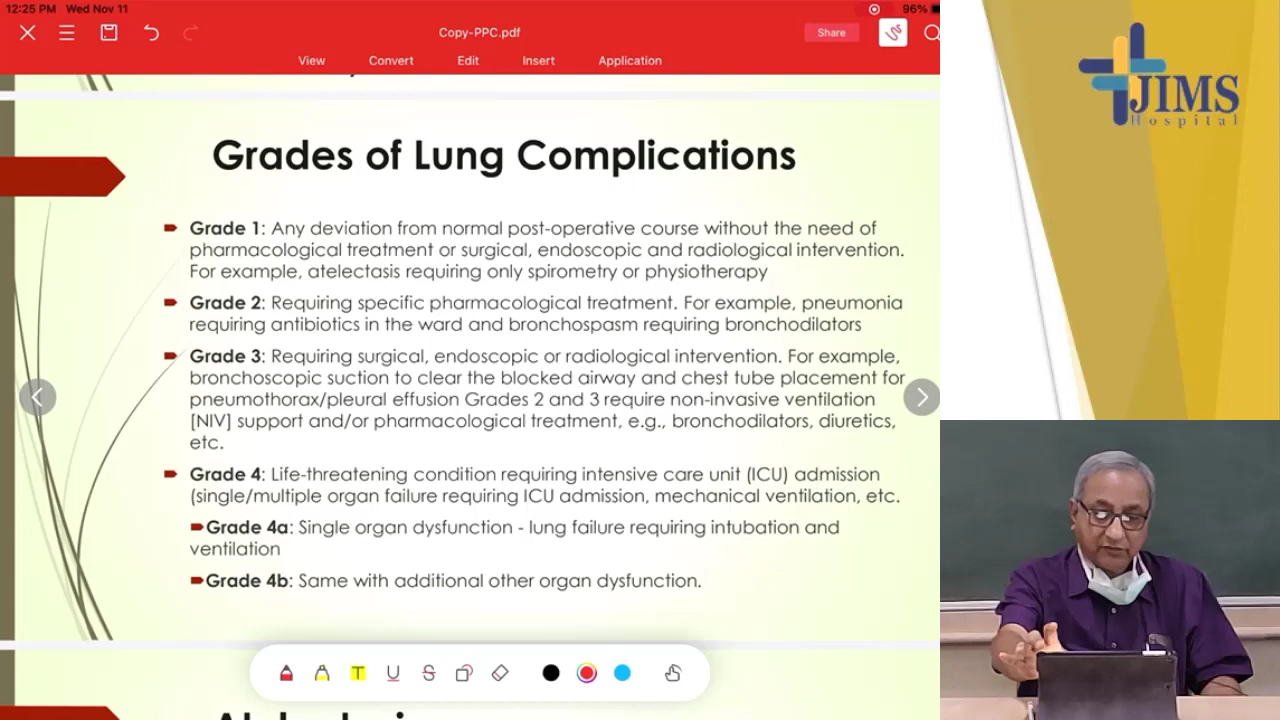 12:25 PM Wed Nov 11
96%
Copy-PPC.pdf
Share
View Convert Edit Insert Application
Grades of Lung Complications
Grade 1: Any deviation from normal post-operative course without the need of
pharmacological treatment or surgical, endoscopic and radiological intervention.
For example, atelectasis requiring only spirometry or physiotherapy
Grade 2: Requiring specific pharmacological treatment. For example, pneumonia
requiring antibiotics in the ward and bronchospasm requiring bronchodilators
Grade 3: Requiring surgical, endoscopic or radiological intervention. For example,
bronchoscopic suction to clear the blocked airway and chest tube placement for
pneumothorax/pleural effusion Grades 2 and 3 require non-invasive ventilation
[NIV] support and/or pharmacological treatment, e.g., bronchodilators, diuretics,
etc.
Grade 4: Life-threatening condition requiring intensive care unit (ICU) admission
(single/multiple organ failure requiring ICU admission, mechanical ventilation, etc.
Grade 4a: Single organ dysfunction - lung failure requiring intubation and
ventilation
Grade 4b: Same with additional other organ dysfunction.
T U S
JIMS
Hospital